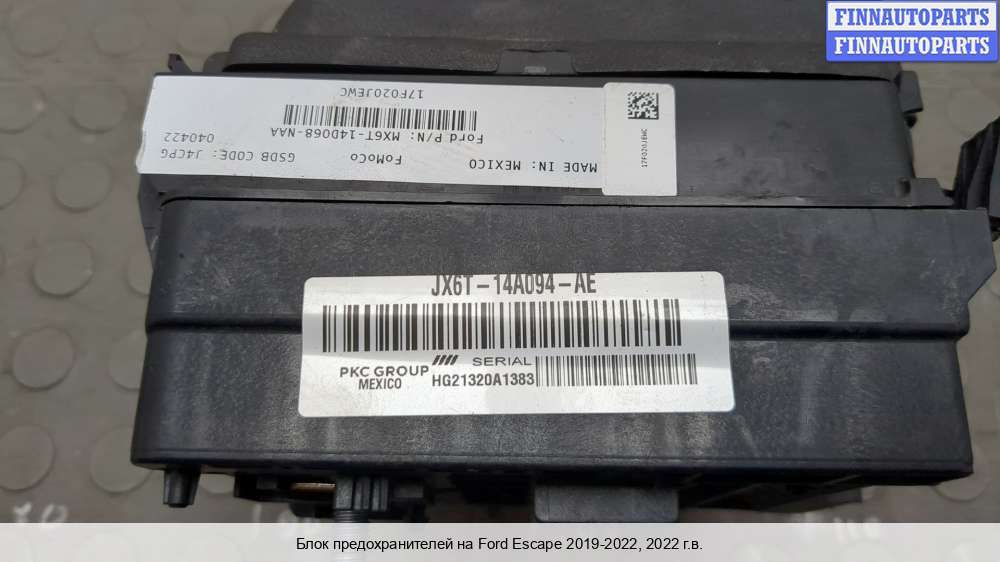 FINNAUTOPARTS
FINNAUTOPARTS
MADE IN: MEXICO
FoMoCo
GSDB CODE: J4CPG
040422
Ford P/N: MX6T-14D068-NAA
17F020JEWC
17F020JEWC
JX6T-14A094-AE
PKC GROUP
MEXICO
SERIAL
HG21320A1383
Блок предохранителей на Ford Escape 2019-2022, 2022 г.в.